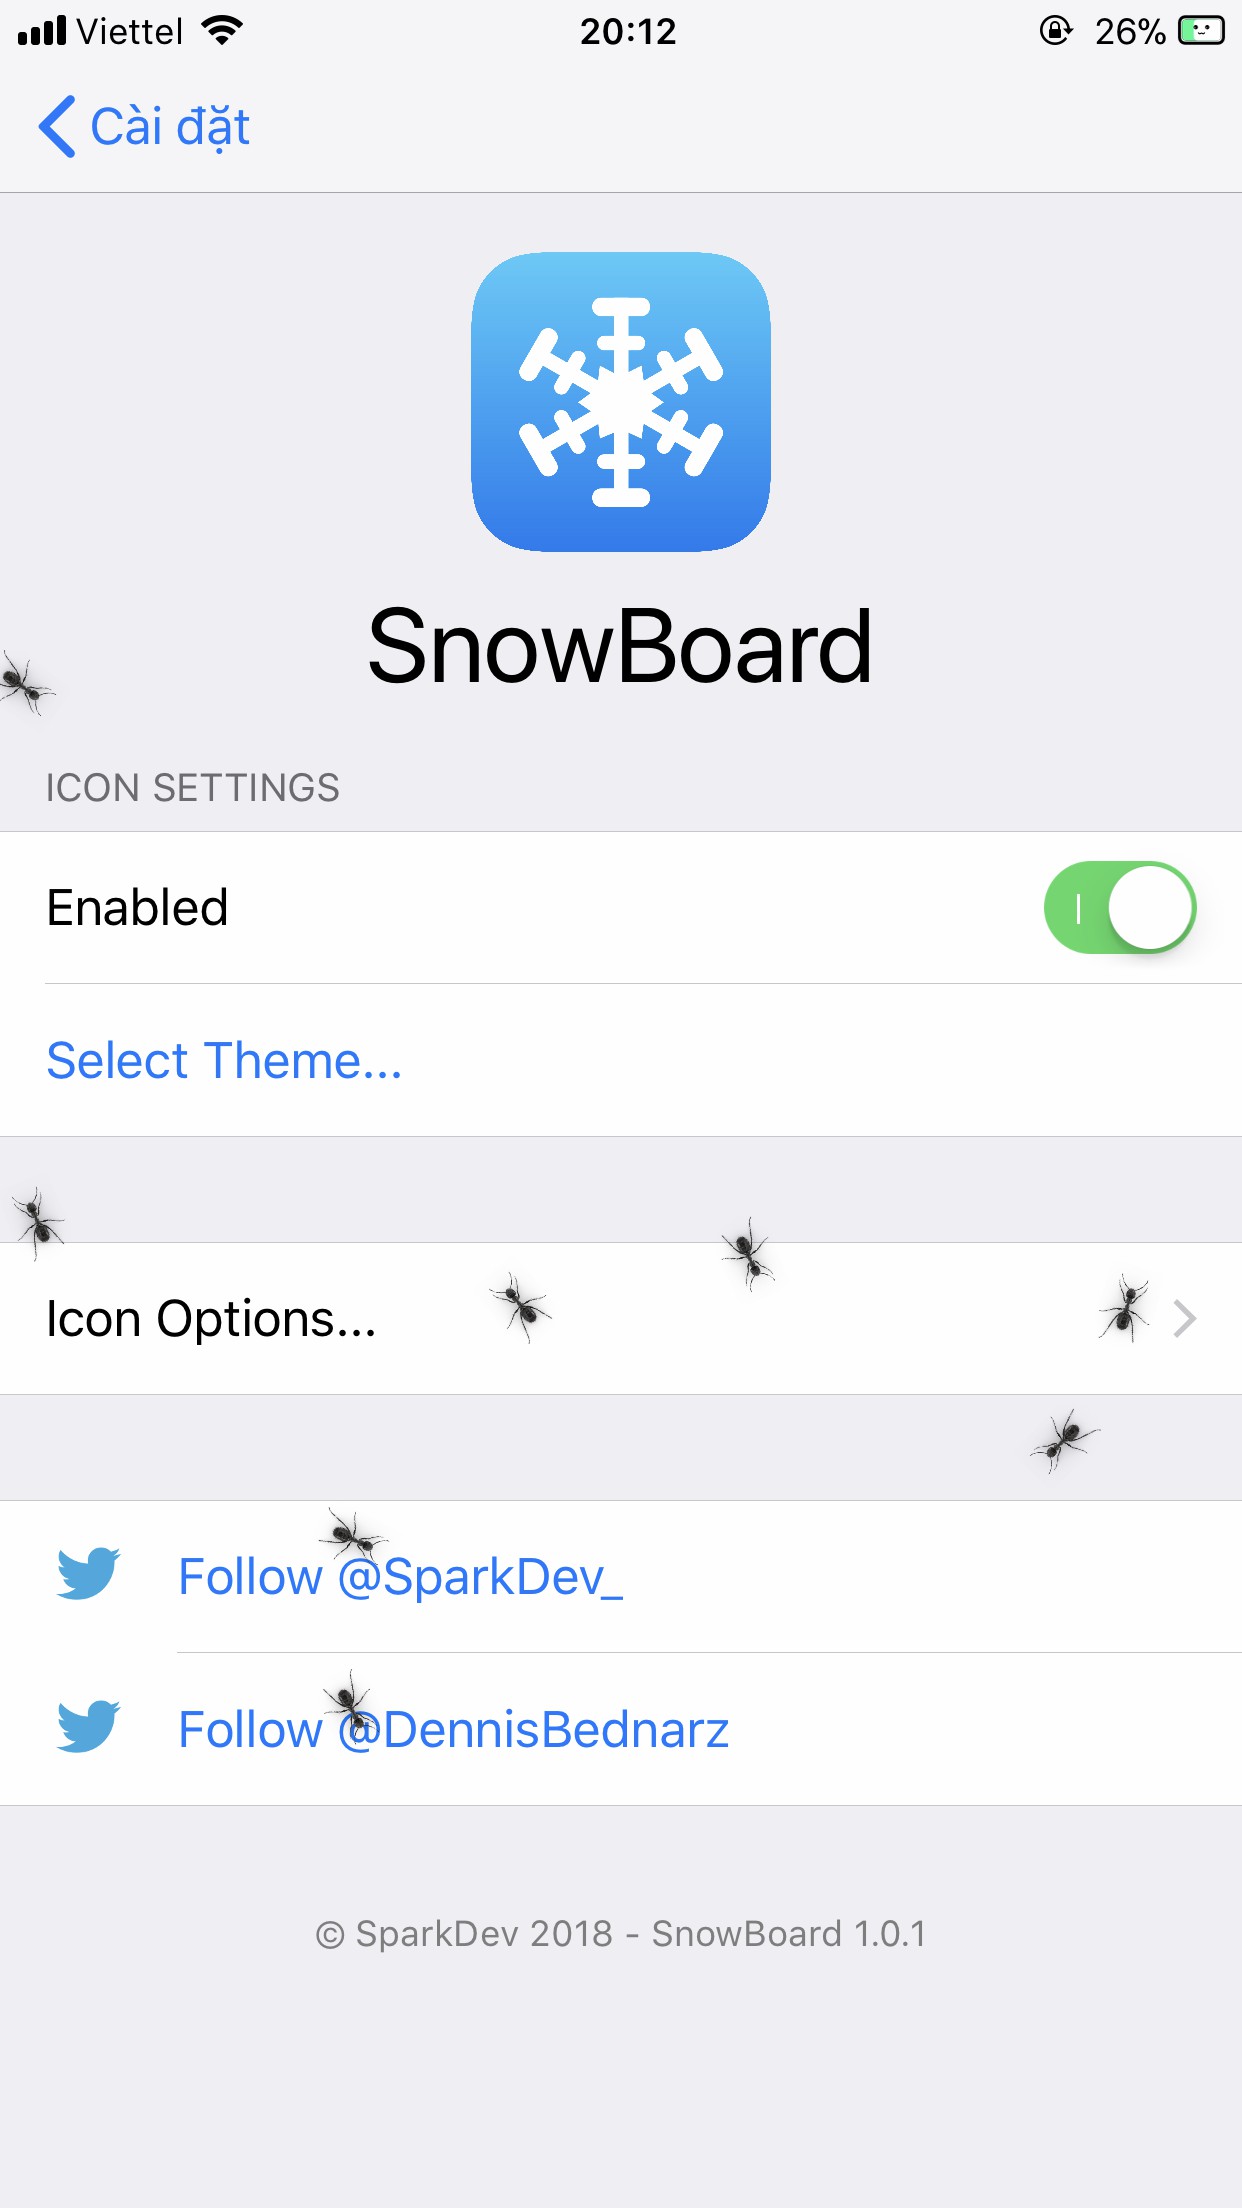 Viettel 20:12 26%
Cài đặt
SnowBoard
ICON SETTINGS
Enabled
Select Theme...
Icon Options...
Follow @SparkDev_
Follow @DennisBednarz
© SparkDev 2018 - SnowBoard 1.0.1